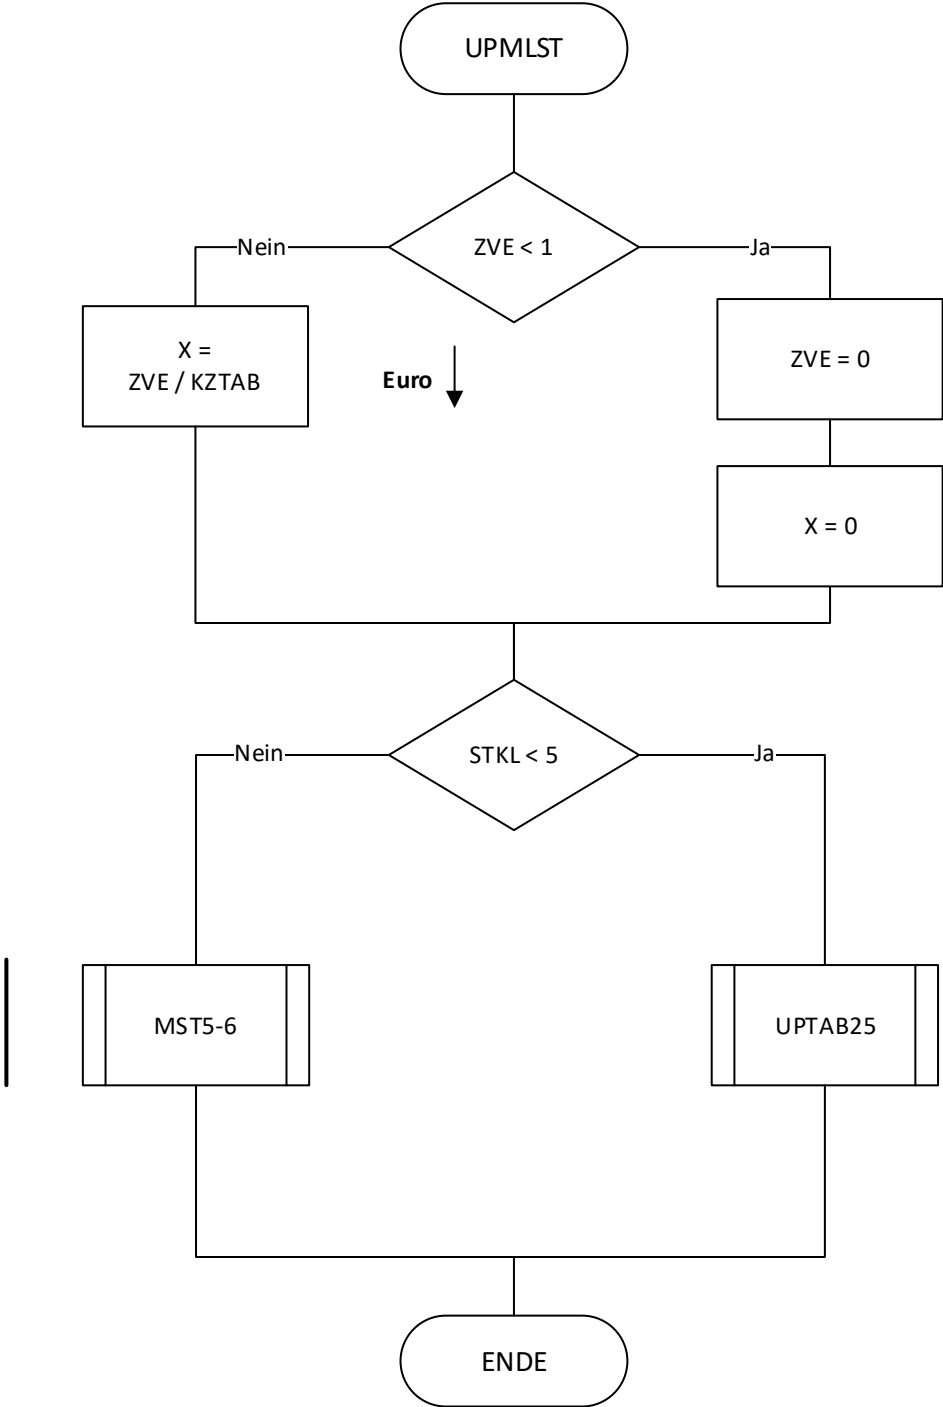 UPMLST
ZVE < 1
Nein
Ja
X =
ZVE / KZTAB
Euro
ZVE = 0
X = 0
STKL < 5
Nein
Ja
MST5-6
UPTAB25
ENDE